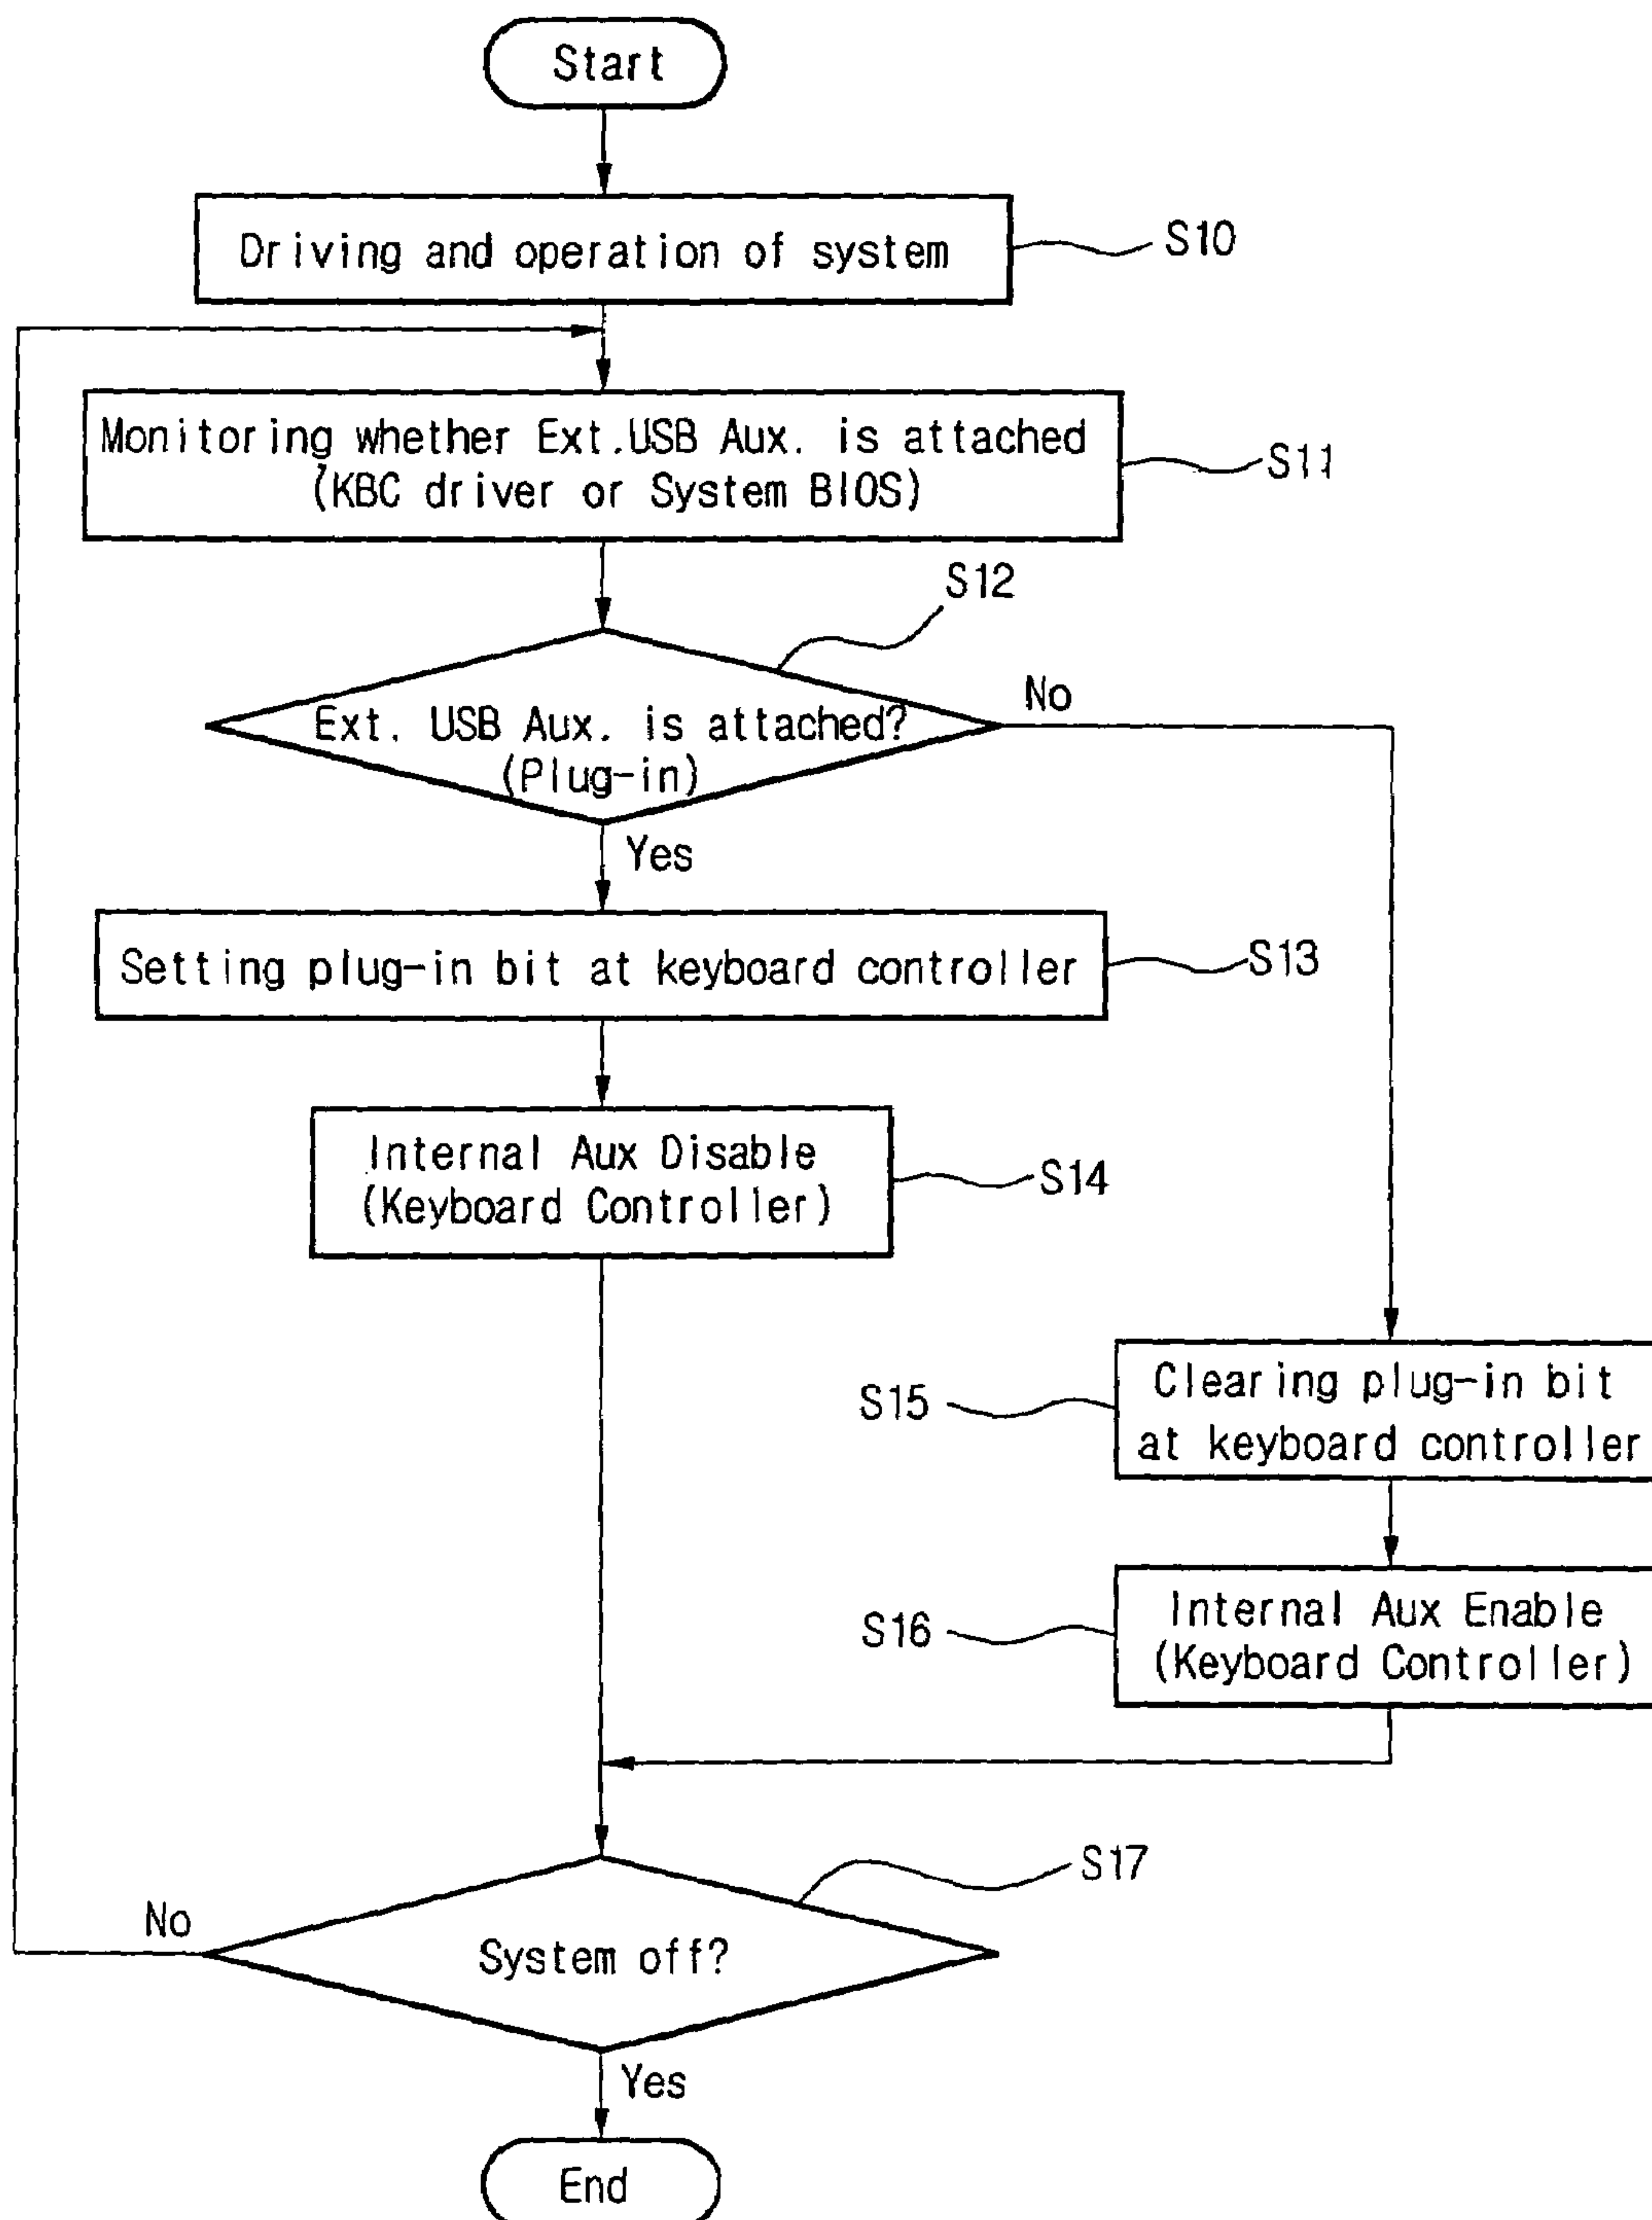 Start
Driving and operation of system
S10
Monitoring whether Ext.USB Aux. is attached
(KBC driver or System BIOS)
S11
S12
Ext. USB Aux. is attached?
(Plug-in)
No
Yes
Setting plug-in bit at keyboard controller
S13
Internal Aux Disable
(Keyboard Controller)
S14
S15
Clearing plug-in bit
at keyboard controller
S16
Internal Aux Enable
(Keyboard Controller)
S17
No
System off?
Yes
End